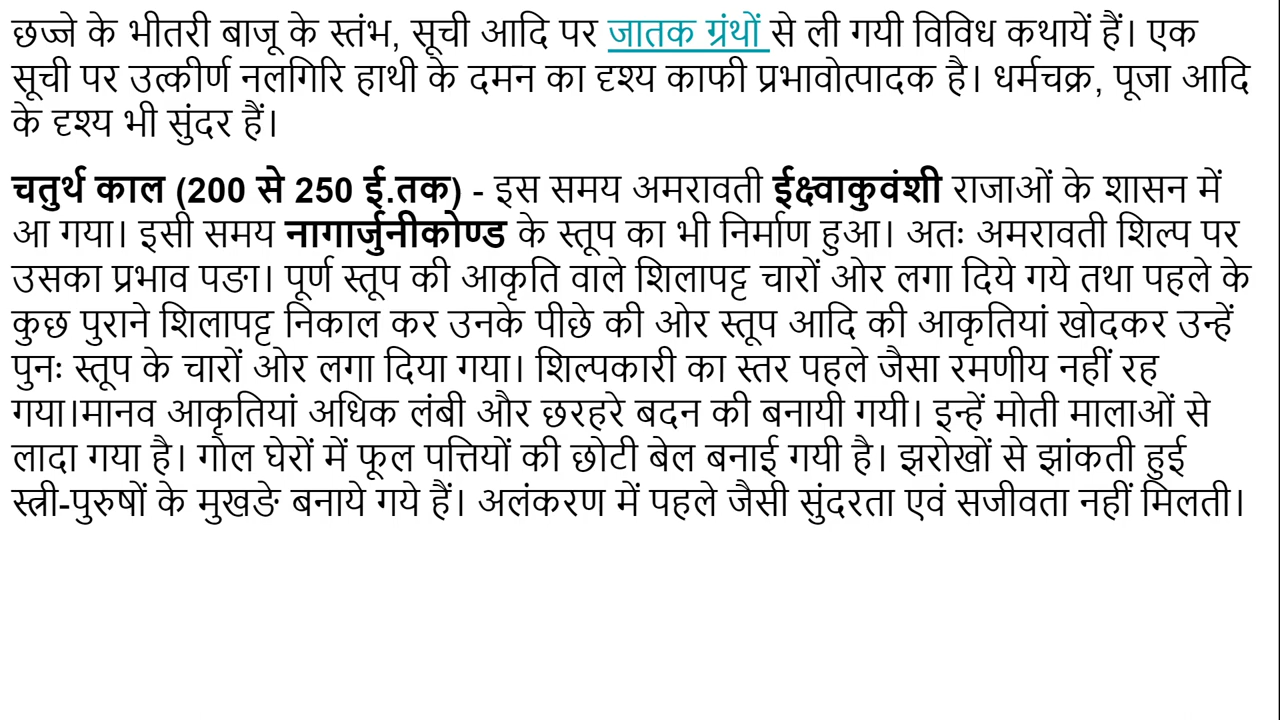 छज्जे के भीतरी बाजू के स्तंभ, सूची आदि पर जातक ग्रंथों से ली गयी विविध कथायें हैं। एक
सूची पर उत्कीर्ण नलगिरि हाथी के दमन का दृश्य काफी प्रभावोत्पादक है। धर्मचक्र, पूजा आदि
के दृश्य भी सुंदर हैं।
चतुर्थ काल (200 से 250 ई.तक) - इस समय अमरावती ईक्ष्वाकुवंशी राजाओं के शासन में
आ गया। इसी समय नागार्जुनीकोण्ड के स्तूप का भी निर्माण हुआ। अतः अमरावती शिल्प पर
उसका प्रभाव पङा। पूर्ण स्तूप की आकृति वाले शिलापट्ट चारों ओर लगा दिये गये तथा पहले के
कुछ पुराने शिलापट्ट निकाल कर उनके पीछे की ओर स्तूप आदि की आकृतियां खोदकर उन्हें
पुनः स्तूप के चारों ओर लगा दिया गया। शिल्पकारी का स्तर पहले जैसा रमणीय नहीं रह
गया।मानव आकृतियां अधिक लंबी और छरहरे बदन की बनायी गयी। इन्हें मोती मालाओं से
लादा गया है। गोल घेरों में फूल पत्तियों की छोटी बेल बनाई गयी है। झरोखों से झांकती हुई
स्त्री-पुरुषों के मुखङे बनाये गये हैं। अलंकरण में पहले जैसी सुंदरता एवं सजीवता नहीं मिलती।